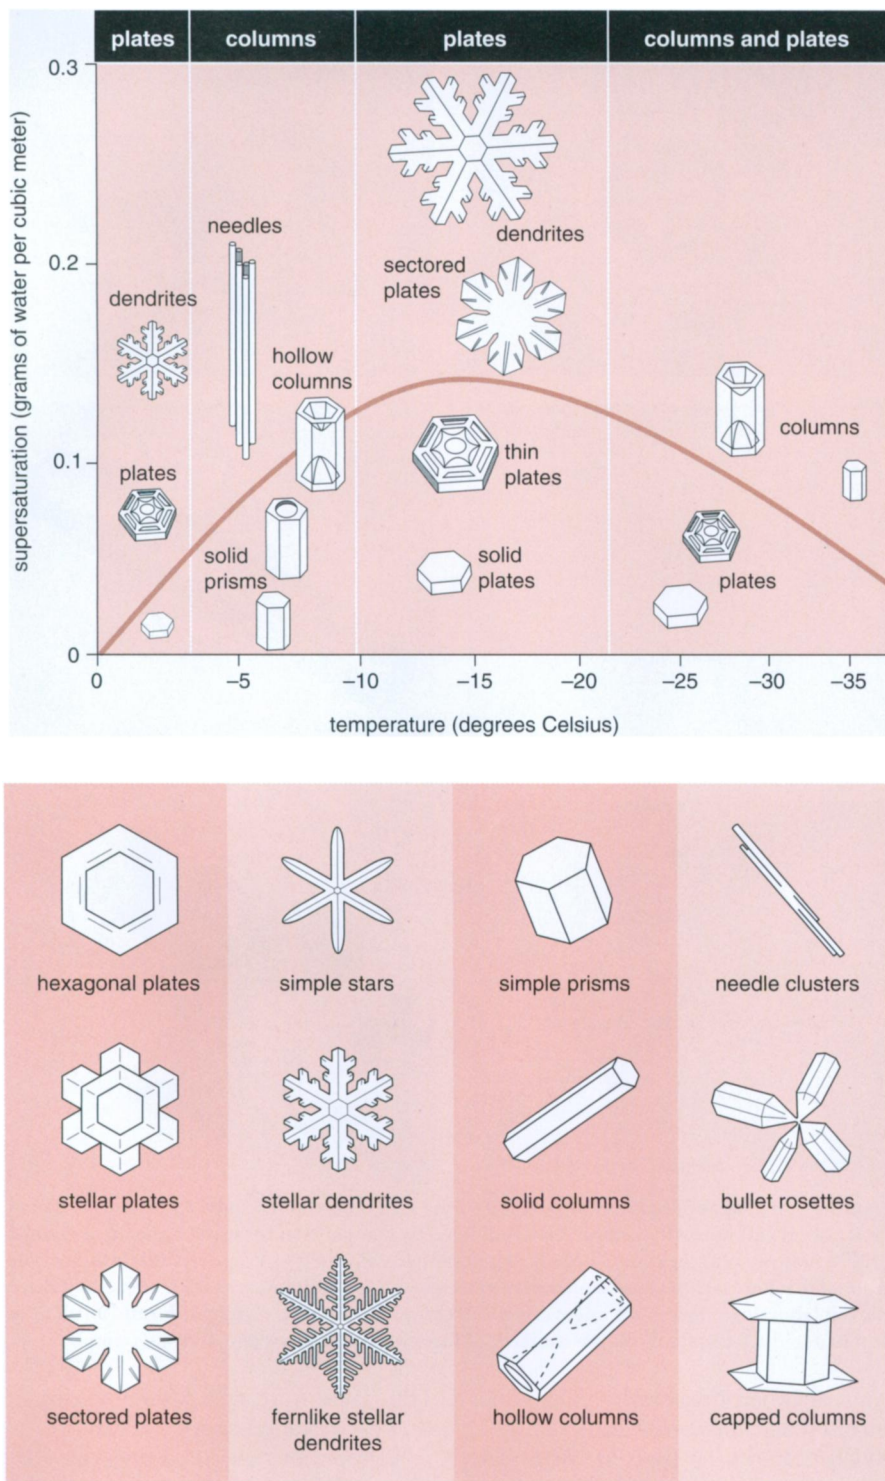 plates columns plates columns and plates
supersaturation (grams of water per cubic meter)
0.3
0.2
0.1
0
needles
dendrites
sectored
plates
dendrites
hollow
columns
columns
plates
thin
plates
solid
prisms
solid
plates
plates
0 –5 –10 –15 –20 –25 –30 –35
temperature (degrees Celsius)
hexagonal plates simple stars simple prisms needle clusters
stellar plates stellar dendrites solid columns bullet rosettes
sectored plates fernlike stellar hollow columns capped columns
dendrites